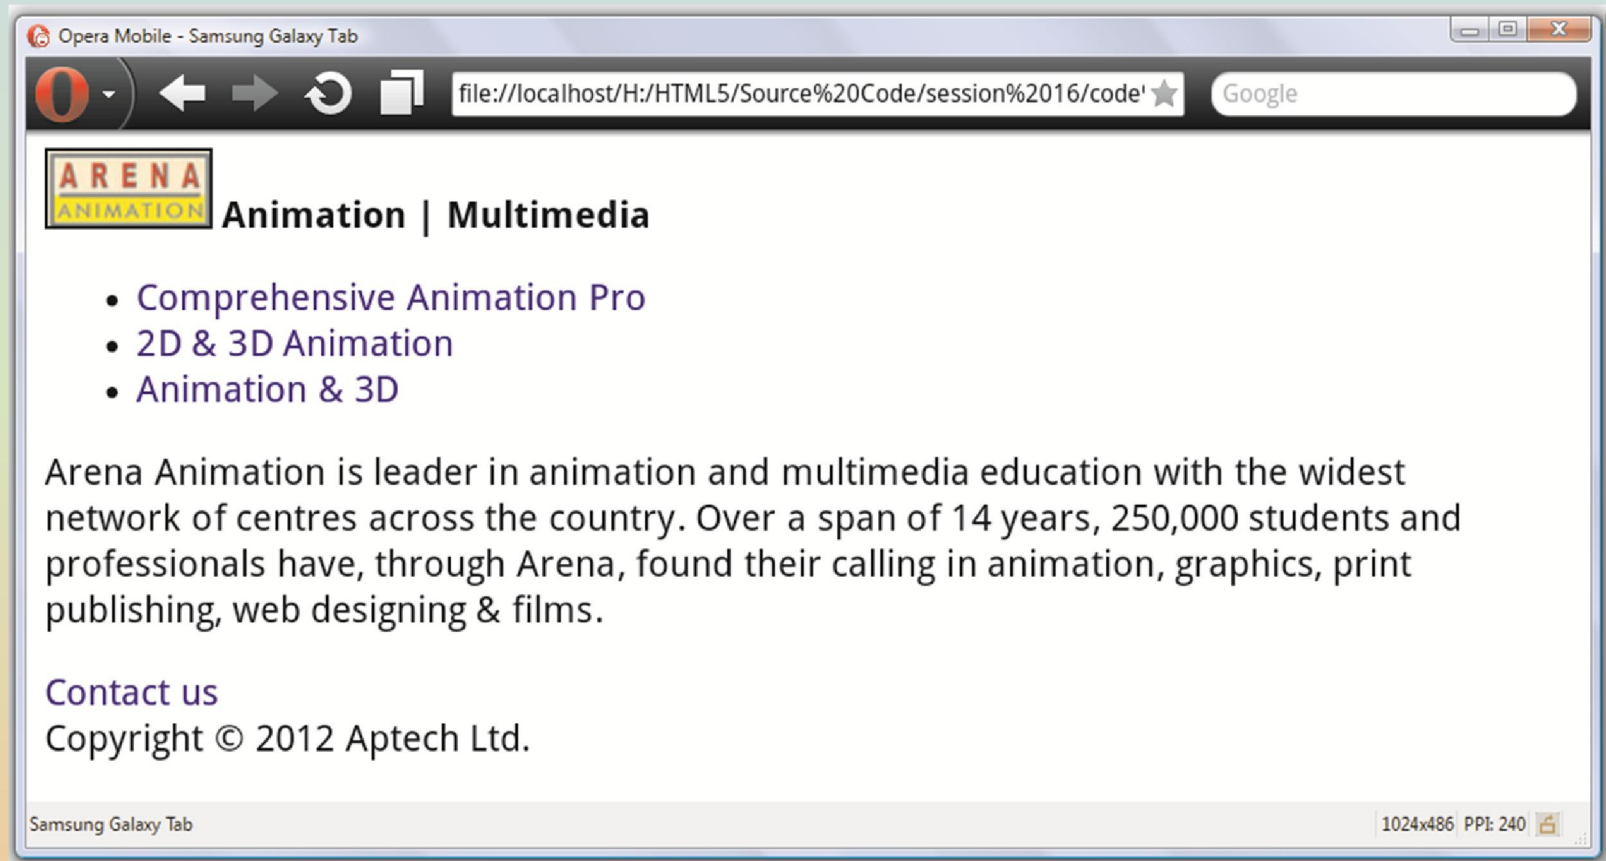 Opera Mobile - Samsung Galaxy Tab
file://localhost/H:/HTML5/Source%20Code/session%2016/code'
Google
ARENA
ANIMATION
Animation | Multimedia
• Comprehensive Animation Pro
• 2D & 3D Animation
• Animation & 3D
Arena Animation is leader in animation and multimedia education with the widest
network of centres across the country. Over a span of 14 years, 250,000 students and
professionals have, through Arena, found their calling in animation, graphics, print
publishing, web designing & films.
Contact us
Copyright © 2012 Aptech Ltd.
Samsung Galaxy Tab
1024x486 PPI: 240